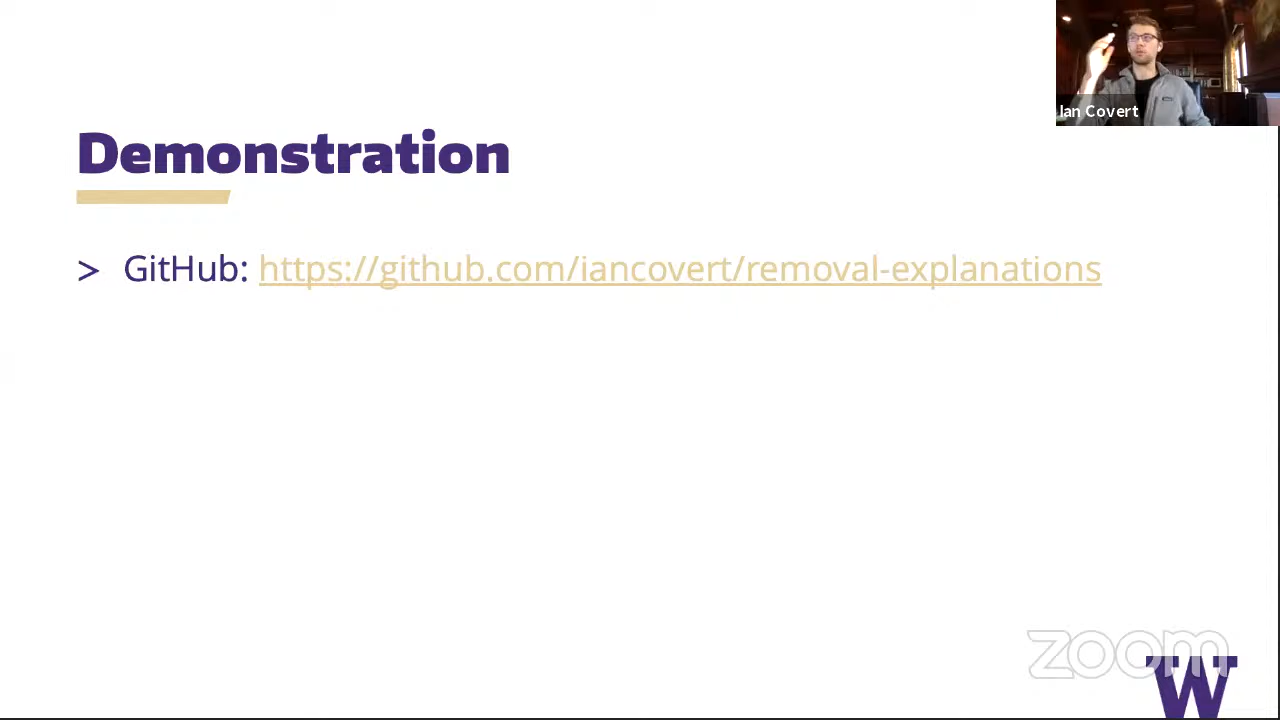 Ian Covert
Demonstration
> GitHub: https://github.com/iancovert/removal-explanations
zoom
W